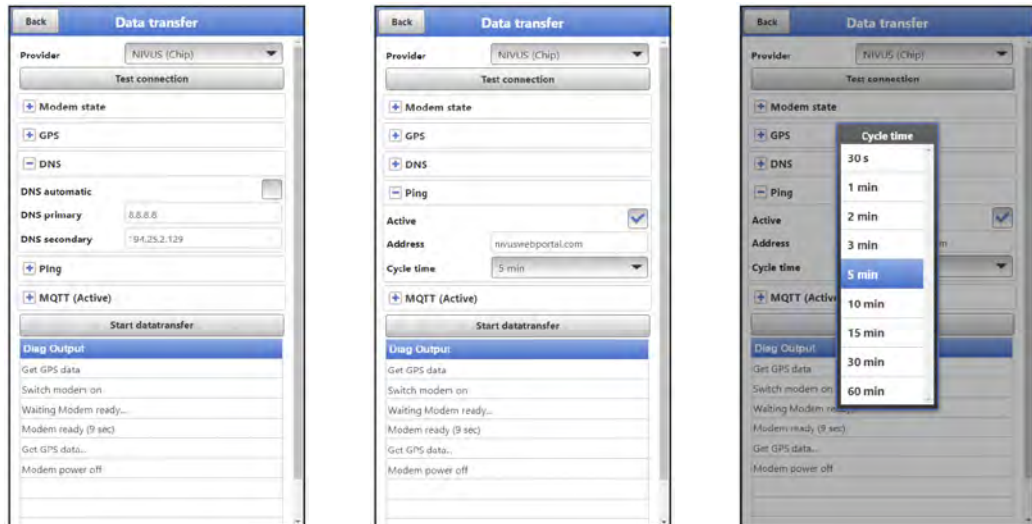 Back Data transfer
Provider NIVUS (Chip)
Test connection
Modem state
GPS
DNS
DNS automatic
DNS primary 8.8.8.8
DNS secondary 194.25.2.129
Ping
MQTT (Active)
Start datatransfer
Diag Output
Get GPS data
Switch modem on
Waiting Modem ready...
Modem ready (9 sec)
Get GPS data...
Modem power off
Back Data transfer
Provider NIVUS (Chip)
Test connection
Modem state
GPS
DNS
Ping
Active
Address nivuswebportal.com
Cycle time 5 min
MQTT (Active)
Start datatransfer
Diag Output
Get GPS data
Switch modem on
Waiting Modem ready...
Modem ready (9 sec)
Get GPS data...
Modem power off
Back Data transfer
Provider NIVUS (Chip)
Test connection
Modem state
GPS
DNS
Ping
Active
Address m
Cycle time
MQTT (Active
Diag Output
Get GPS data
Switch modem on
Waiting Modem
Modem ready (9 sec)
Get GPS data...
Modem power off
Cycle time
30 s
1 min
2 min
3 min
5 min
10 min
15 min
30 min
60 min